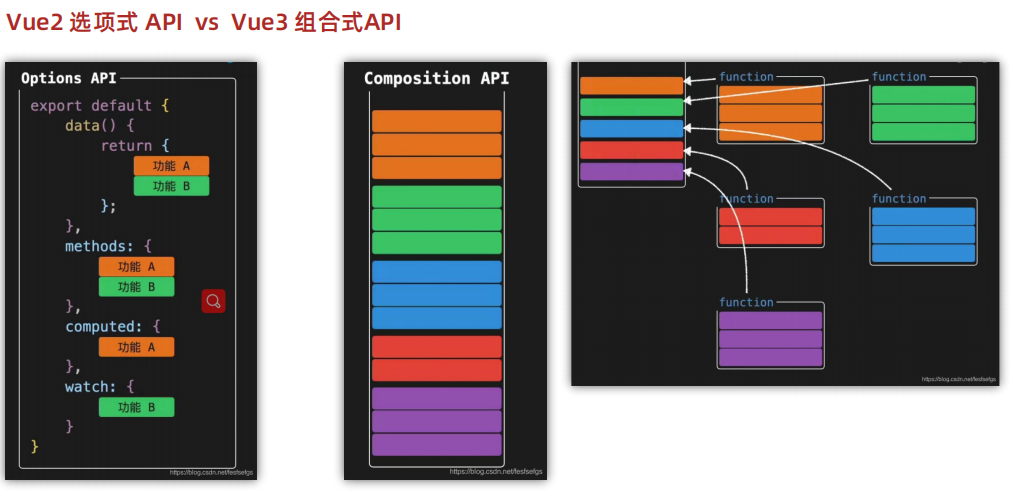 Vue2 选项式 API vs Vue3 组合式API
Options API
export default {
data() {
return {
功能 A
功能 B
};
},
methods: {
功能 A
功能 B
},
computed: {
功能 A
},
watch: {
功能 B
}
}
https://blog.csdn.net/fesfsefgs
Composition API
https://blog.csdn.net/fesfsefgs
function
function
function
function
function
https://blog.csdn.net/fesfsefgs